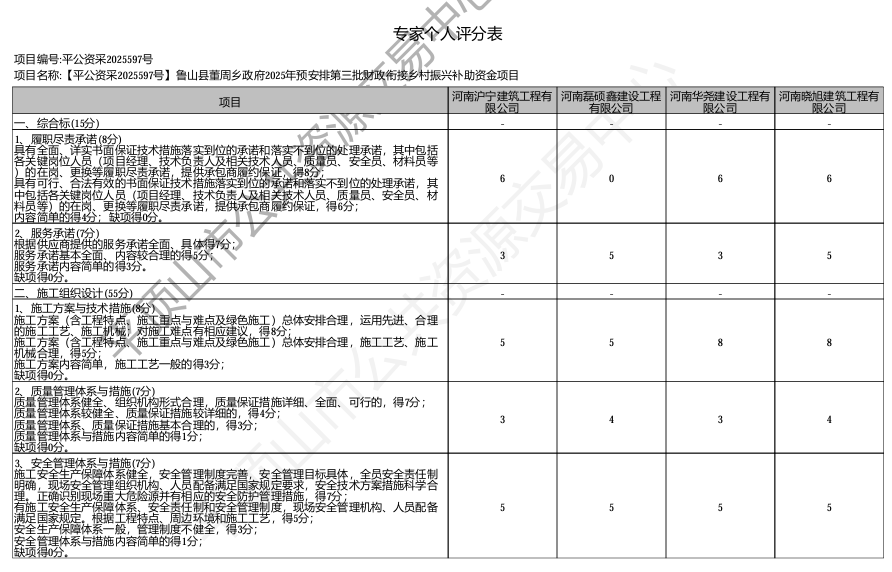 专家个人评分表
项目编号:平公资采2025597号
项目名称:【平公资采2025597号】鲁山县董周乡政府2025年预安排第三批财政衔接乡村振兴补助资金项目
项目 河南沪宁建筑工程有限公司 河南磊硕鑫建设工程有限公司 河南华尧建设工程有限公司 河南晓旭建筑工程有限公司
一、综合标(15分) - - - -
1、履职尽责承诺(8分)
具有全面、详实书面保证技术措施落实到位的承诺和落实不到位的处理承诺，其中包括
各关键岗位人员（项目经理、技术负责人及相关技术人员、质量员、安全员、材料员等
）的在岗、更换等履职尽责承诺，提供承包商履约保证，得8分；
具有可行、合法有效的书面保证技术措施落实到位的承诺和落实不到位的处理承诺，其
中包括各关键岗位人员（项目经理、技术负责人及相关技术人员、质量员、安全员、材
料员等）的在岗、更换等履职尽责承诺，提供承包商履约保证，得6分；
内容简单的得4分；缺项得0分。
6 0 6 6
2、服务承诺(7分)
根据供应商提供的服务承诺全面、具体得7分；
服务承诺基本全面、内容较合理的得5分；
服务承诺内容简单的得3分。
缺项得0分。
3 5 3 5
二、施工组织设计(55分) - - - -
1、施工方案与技术措施(8分)
施工方案（含工程特点、施工重点与难点及绿色施工）总体安排合理，运用先进、合理
的施工工艺、施工机械；对施工难点有相应建议，得8分；
施工方案（含工程特点、施工重点与难点及绿色施工）总体安排合理，施工工艺、施工
机械合理，得5分；
施工方案内容简单，施工工艺一般的得3分；
缺项得0分。
5 5 8 8
2、质量管理体系与措施(7分)
质量管理体系健全、组织机构形式合理，质量保证措施详细、全面、可行的，得7分；
质量管理体系较健全、质量保证措施较详细的，得4分；
质量管理体系、质量保证措施基本合理的，得3分；
质量管理体系与措施内容简单的得1分；
缺项得0分。
3 4 3 4
3、安全管理体系与措施(7分)
施工安全生产保障体系健全，安全管理制度完善，安全管理目标具体，全员安全责任制
明确，现场安全管理组织机构、人员配备满足国家规定要求，安全技术方案措施科学合
理。正确识别现场重大危险源并有相应的安全防护管理措施，得7分；
有施工安全生产保障体系、安全责任制和安全管理制度，现场安全管理机构、人员配备
满足国家规定。根据工程特点、周边环境和施工工艺，得5分；
安全生产保障体系一般，管理制度不健全，得3分；
安全管理体系与措施内容简单的得1分；
缺项得0分。
5 5 5 5
平顶山市公共资源交易中心
平顶山市公共资源交易中心